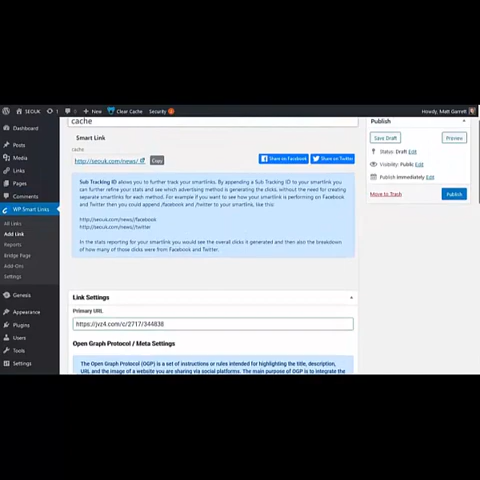 SEOUK 1 0 New Clear Cache Security
Howdy, Matt Garrett
Dashboard
Posts
Media
Links
Pages
Comments
WP Smart Links
All Links
Add Link
Reports
Bridge Page
Add-Ons
Settings
Genesis
Appearance
Plugins
Users
Tools
Settings
cache
Smart Link
cache
http://seouk.com/news/ Copy
Share on Facebook Share on Twitter
Sub Tracking ID allows you to further track your smartlinks. By appending a Sub Tracking ID to your smartlink you
can further refine your stats and see which advertising method is generating the clicks, without the need for creating
separate smartlinks for each method. For example if you want to see how your smartlink is performing on Facebook
and Twitter then you could append /facebook and /twitter to your smartlink, like this:
http://seouk.com/news/facebook
http://seouk.com/news/twitter
In the stats reporting for your smartlink you would see the overall clicks it generated and then also the breakdown
of how many of those clicks were from Facebook and Twitter.
Link Settings
Primary URL
https://jvz4.com/c/2717/344838
Open Graph Protocol / Meta Settings
The Open Graph Protocol (OGP) is a set of instructions or rules intended for highlighting the title, description,
URL and the image of a website you are sharing via social platforms. The main purpose of OGP is to integrate the
Publish
Save Draft Preview
Status: Draft Edit
Visibility: Public Edit
Publish immediately Edit
Move to Trash Publish